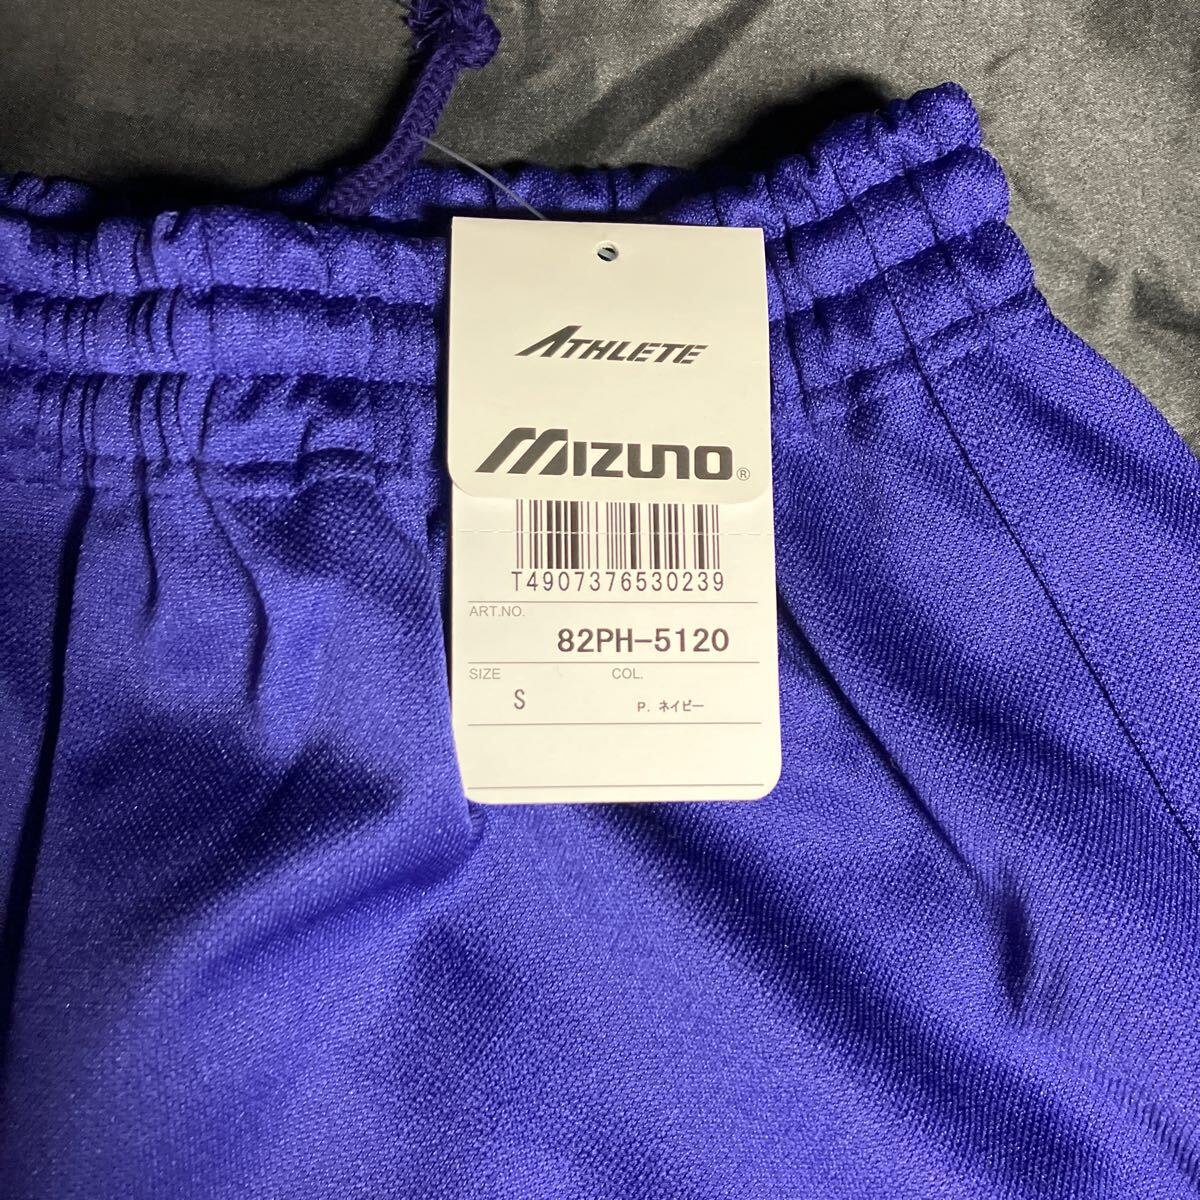 ATHLETE
MIZUNO®
T4907376530239
ART.NO.
82PH-5120
SIZE COL.
S P. ネイビー